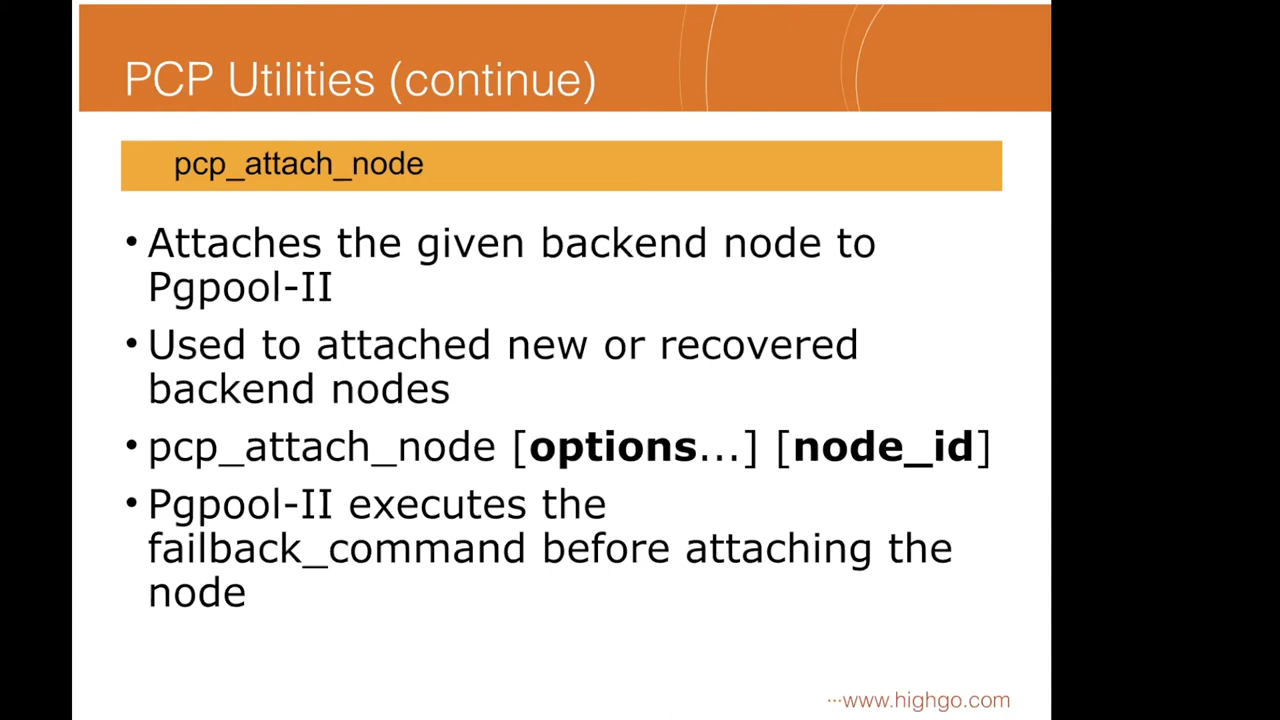 PCP Utilities (continue)
pcp_attach_node
• Attaches the given backend node to
Pgpool-II
• Used to attached new or recovered
backend nodes
• pcp_attach_node [options…] [node_id]
• Pgpool-II executes the
failback_command before attaching the
node
···www.highgo.com